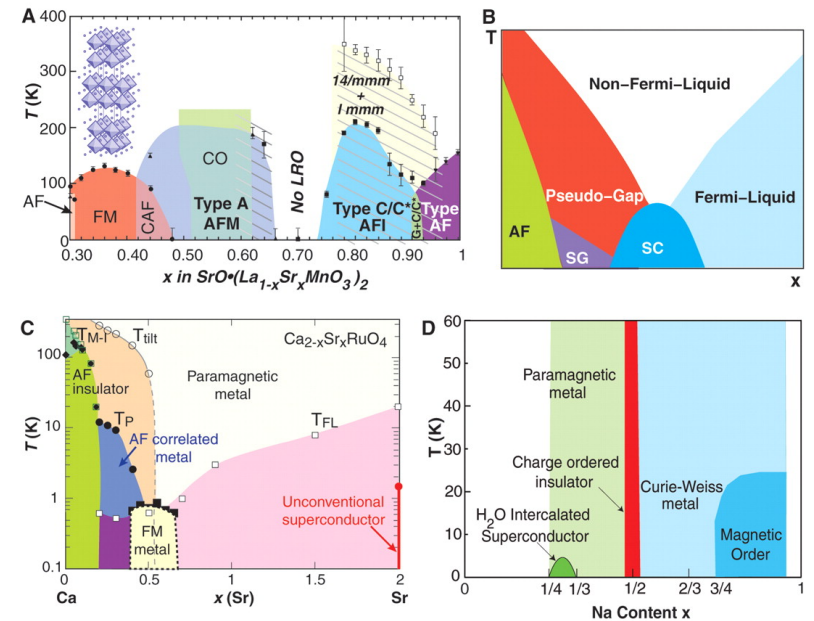 A
400
300
200
100
0
T (K)
AF
FM
CAF
CO
Type A
AFM
No LRO
14/mmm
+
I mmm
Type C/C*
AFI
G+C/C*
Type
AF
0.30
0.40
0.50
0.60
0.70
0.80
0.90
1
x in SrO•(La1-xSrxMnO3)2
B
T
Non–Fermi–Liquid
Pseudo–Gap
Fermi–Liquid
AF
SG
SC
x
C
100
10
1
0.1
T (K)
TM-I
Ttilt
Ca2-xSrxRuO4
AF
insulator
Paramagnetic
metal
TP
TFL
AF correlated
metal
Unconventional
superconductor
FM
metal
0
0.5
1
1.5
2
Ca
x (Sr)
Sr
D
60
50
40
30
20
10
0
T (K)
Paramagnetic
metal
Charge ordered
insulator
Curie-Weiss
metal
H2O Intercalated
Superconductor
Magnetic
Order
0
1/4
1/3
1/2
2/3
3/4
1
Na Content x